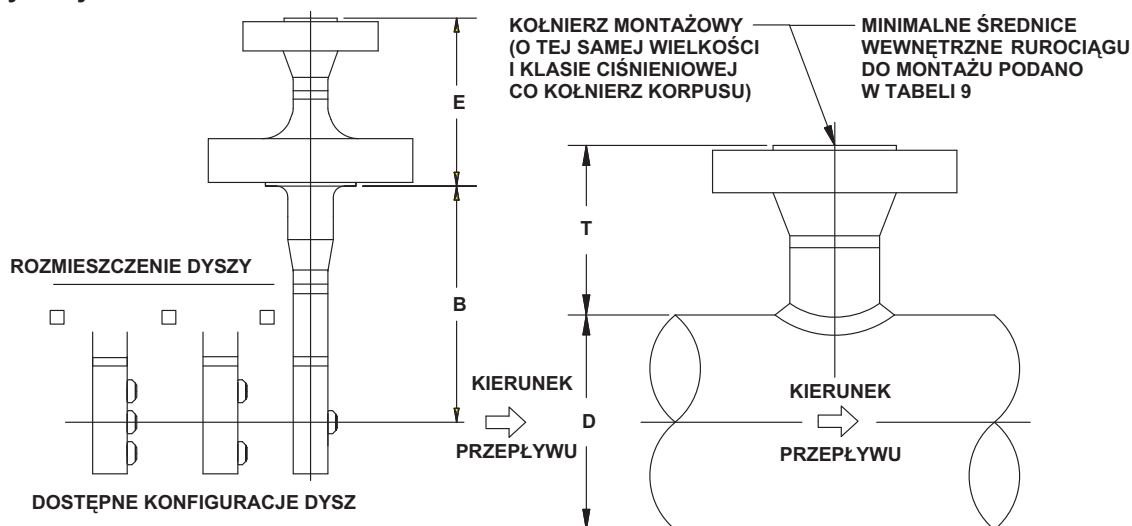 KOŁNIERZ MONTAŻOWY
(O TEJ SAMEJ WIELKOŚCI
I KLASIE CIŚNIENIOWEJ
CO KOŁNIERZ KORPUSU)
MINIMALNE ŚREDNICE
WEWNĘTRZNE RUROCIĄGU
DO MONTAŻU PODANO
W TABELI 9
E
T
ROZMIESZCZENIE DYSZY
B
KIERUNEK
PRZEPŁYWU
D
KIERUNEK
PRZEPŁYWU
DOSTĘPNE KONFIGURACJE DYSZ